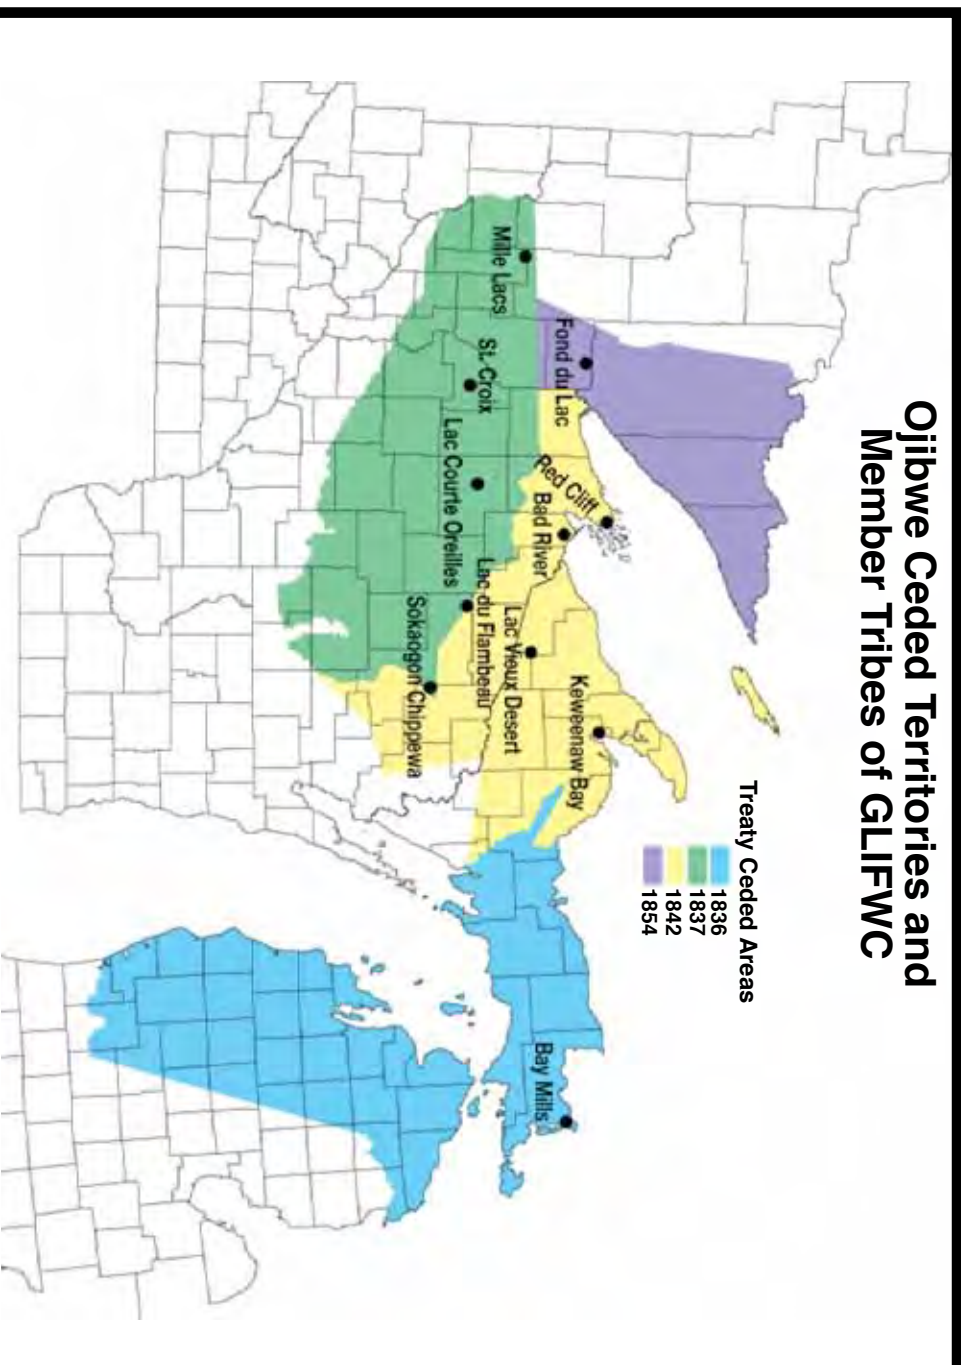 Ojibwe Ceded Territories and
Member Tribes of GLIFWC
Treaty Ceded Areas
1836
1837
1842
1854
Mille Lacs
Fond du Lac
St. Croix
Red Cliff
Lac Courte Oreilles
Bad River
Lac du Flambeau
Lac Vieux Desert
Sokaogon Chippewa
Keweenaw Bay
Bay Mills